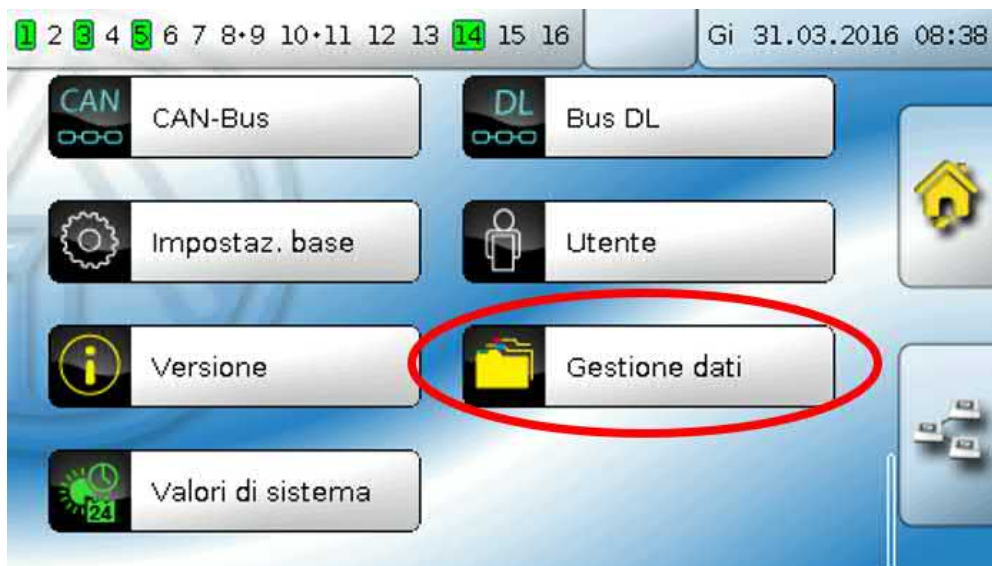 1 2 3 4 5 6 7 8•9 10•11 12 13 14 15 16 Gi 31.03.2016 08:38
CAN CAN-Bus DL Bus DL
Impostaz. base Utente
Versione Gestione dati
24 Valori di sistema